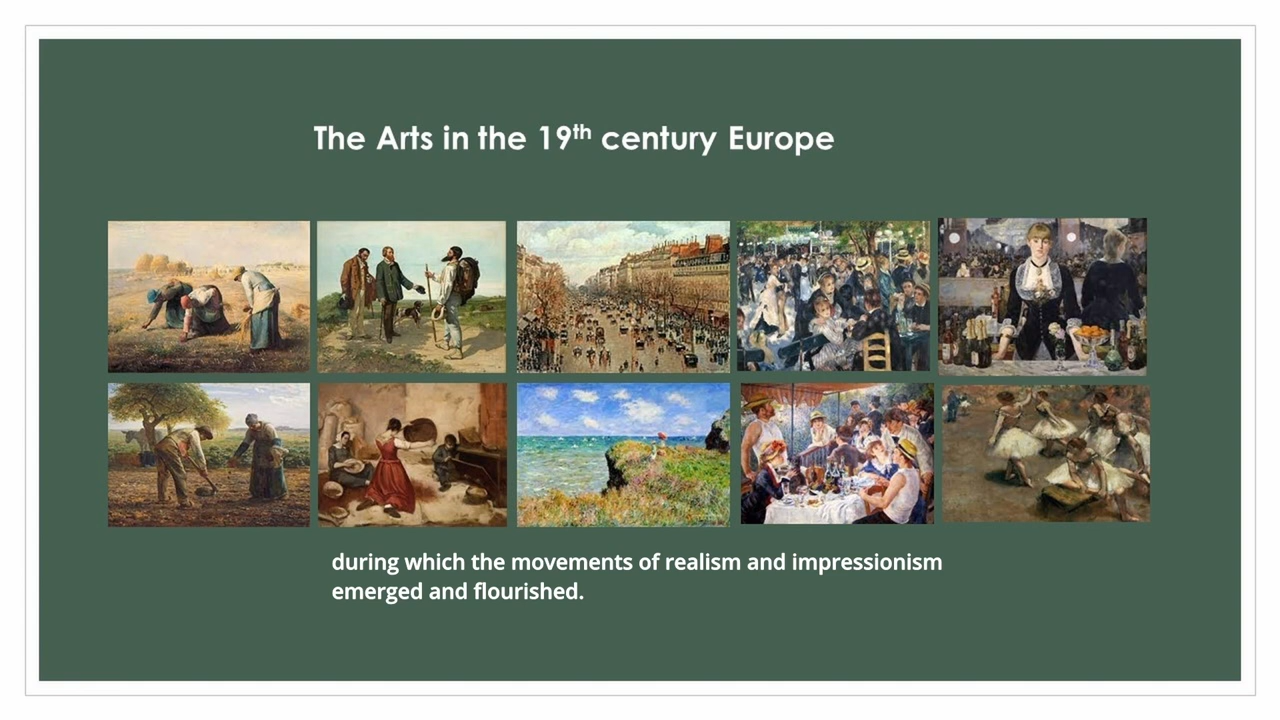 The Arts in the 19th century Europe
during which the movements of realism and impressionism
emerged and flourished.